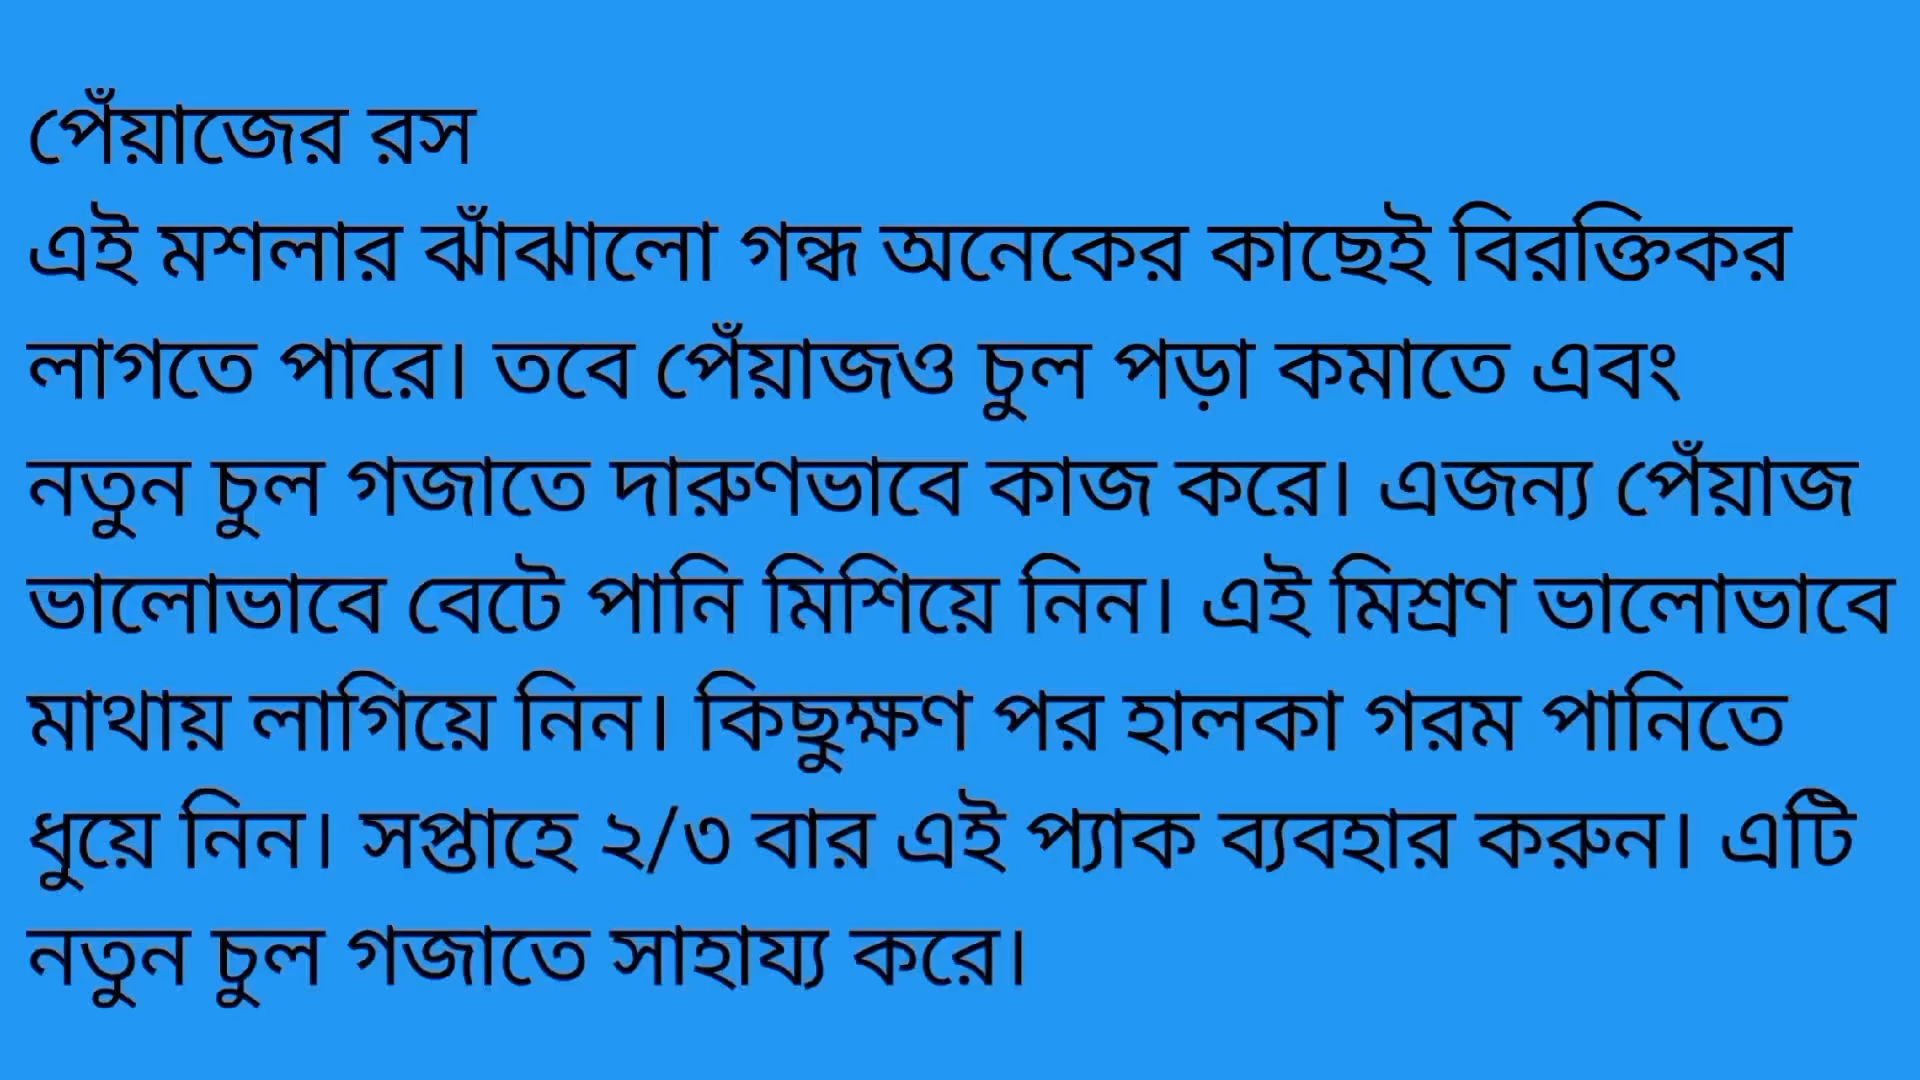 পেঁয়াজের রস
এই মশলার ঝাঁঝালো গন্ধ অনেকের কাছেই বিরক্তিকর
লাগতে পারে। তবে পেঁয়াজও চুল পড়া কমাতে এবং
নতুন চুল গজাতে দারুণভাবে কাজ করে। এজন্য পেঁয়াজ
ভালোভাবে বেটে পানি মিশিয়ে নিন। এই মিশ্রণ ভালোভাবে
মাথায় লাগিয়ে নিন। কিছুক্ষণ পর হালকা গরম পানিতে
ধুয়ে নিন। সপ্তাহে ২/৩ বার এই প্যাক ব্যবহার করুন। এটি
নতুন চুল গজাতে সাহায্য করে।